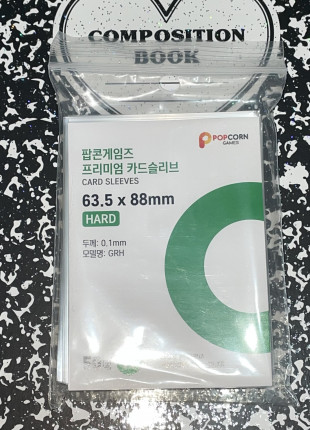 COMPOSITION
BOOK
POPCORN
GAMES
팝콘게임즈
프리미엄 카드슬리브
CARD SLEEVES
63.5 x 88mm
HARD
두께: 0.1mm
모델명: GRH